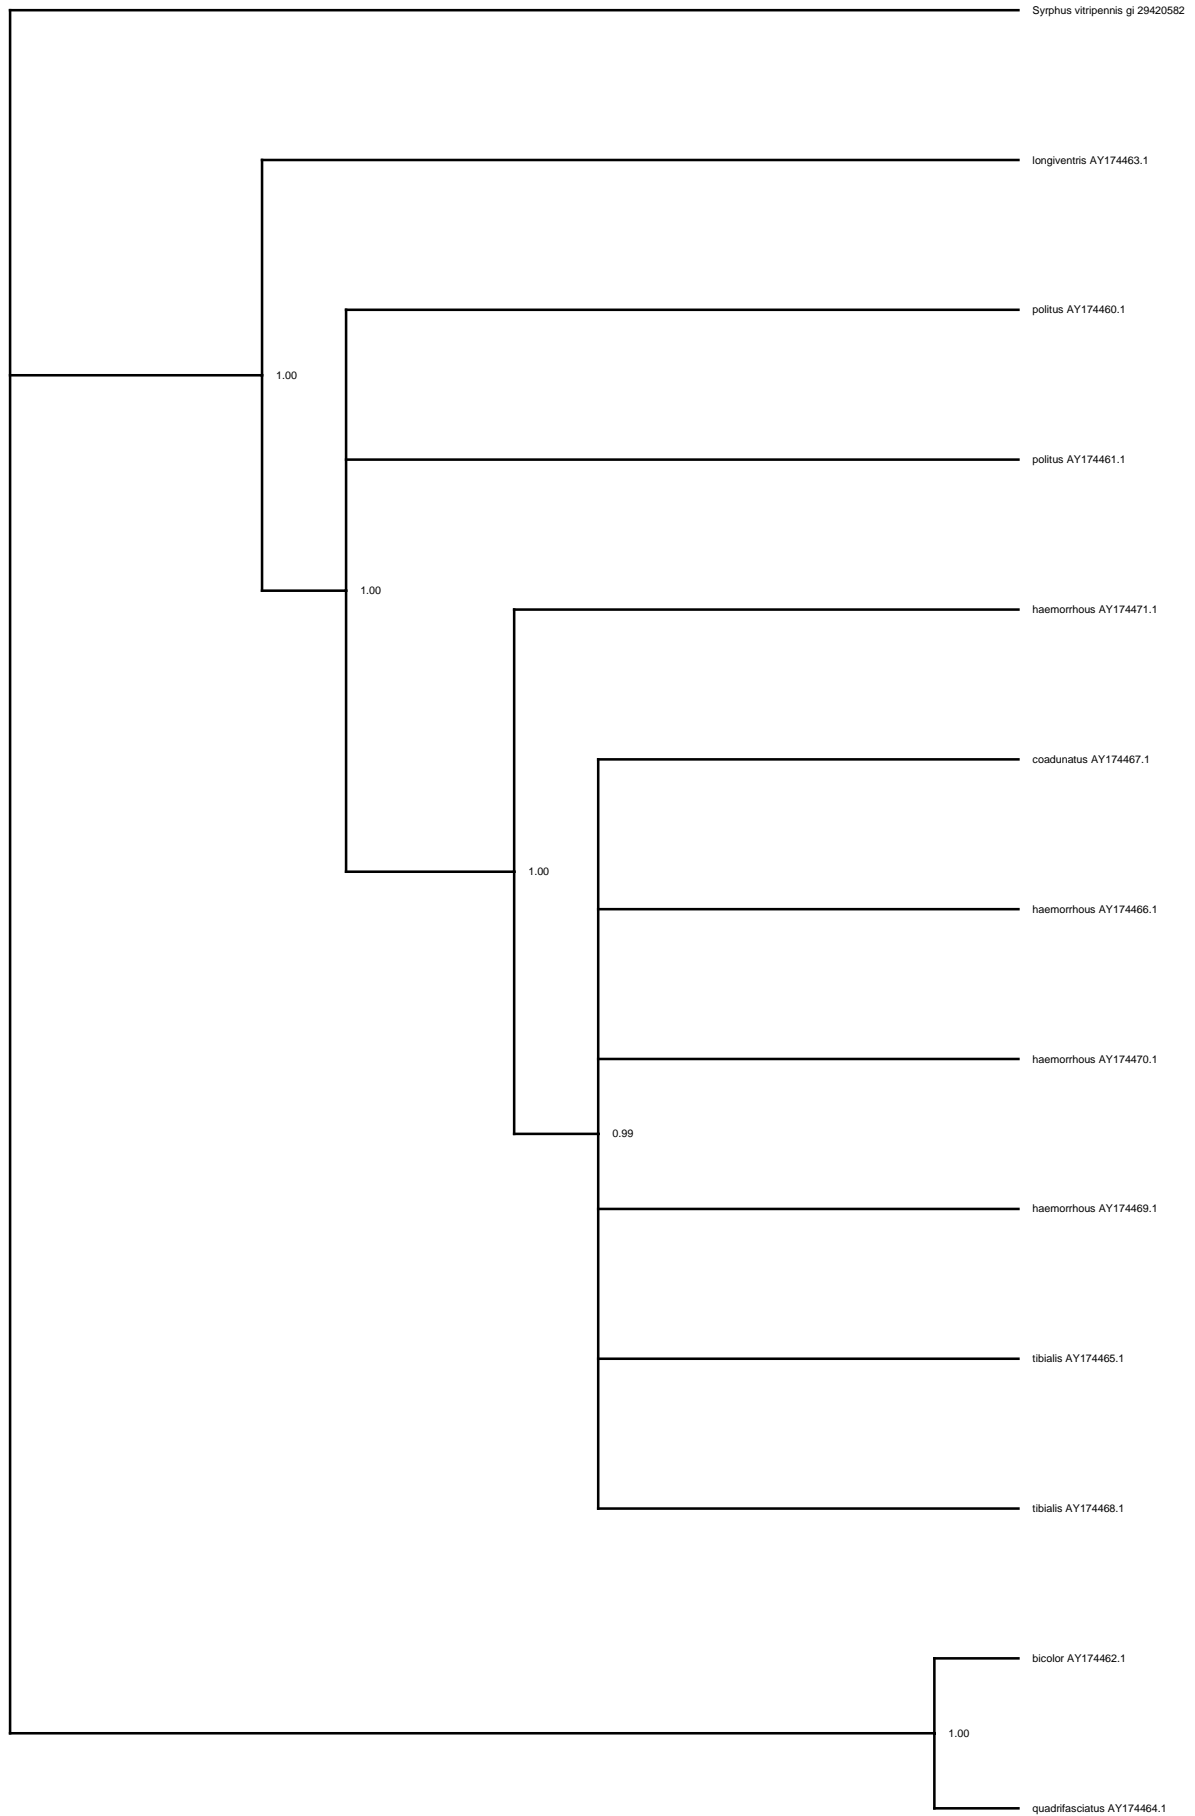 Syrphus vitripennis gi 29420582
longiventris AY174463.1
politus AY174460.1
1.00
politus AY174461.1
1.00
haemorrhous AY174471.1
coadunatus AY174467.1
1.00
haemorrhous AY174466.1
haemorrhous AY174470.1
0.99
haemorrhous AY174469.1
tibialis AY174465.1
tibialis AY174468.1
bicolor AY174462.1
1.00
quadrifasciatus AY174464.1